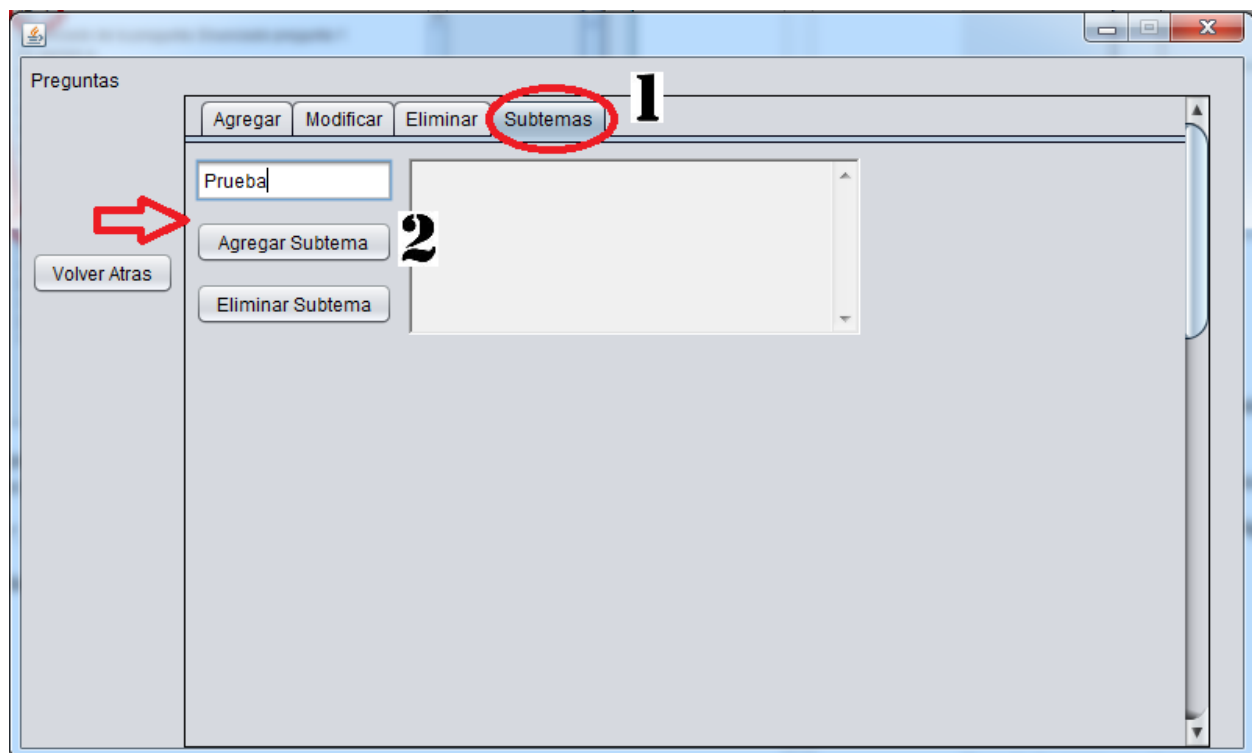 Preguntas
Agregar Modificar Eliminar Subtemas 1
Prueba
Agregar Subtema 2
Volver Atras
Eliminar Subtema